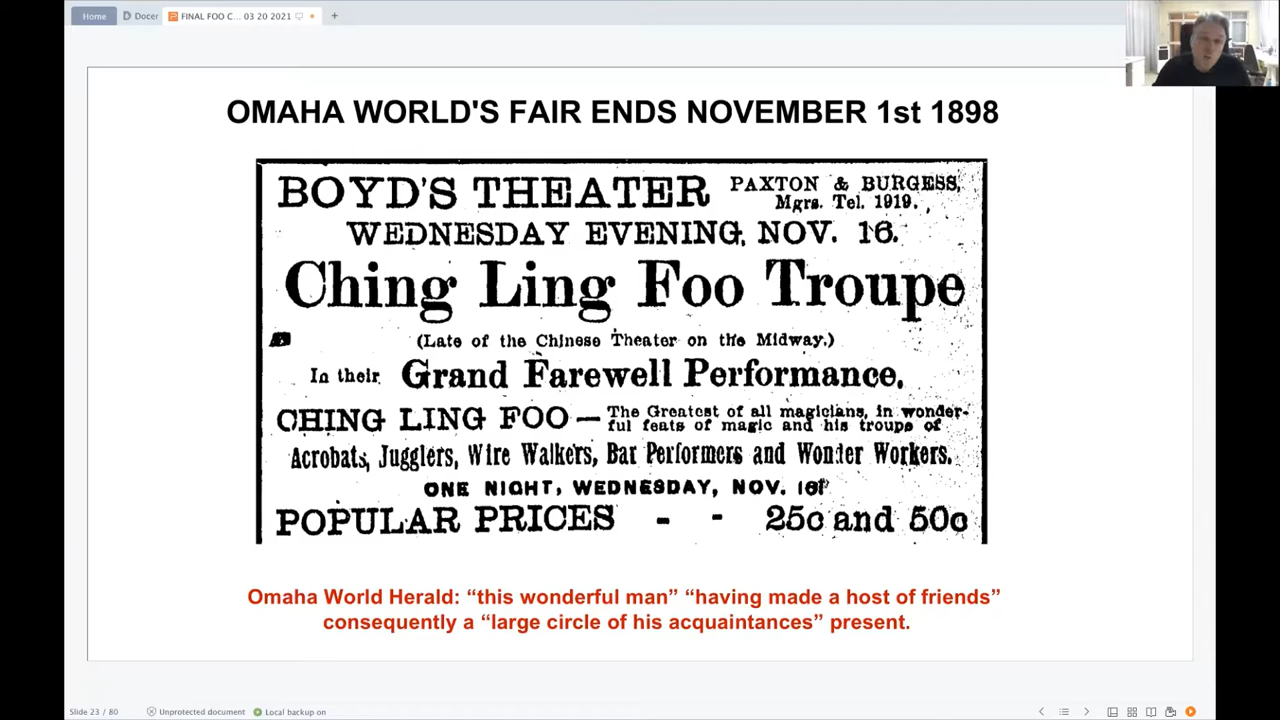 Home
Docer
FINAL FOO C... 03 20 2021
OMAHA WORLD'S FAIR ENDS NOVEMBER 1st 1898
BOYD'S THEATER PAXTON & BURGESS,
Mgrs. Tel. 1919.
WEDNESDAY EVENING, NOV. 16.
Ching Ling Foo Troupe
(Late of the Chinese Theater on the Midway.)
In their Grand Farewell Performance.
CHING LING FOO — The Greatest of all magicians, in wonder-
ful feats of magic and his troupe of
Acrobats, Jugglers, Wire Walkers, Bar Performers and Wonder Workers.
ONE NIGHT, WEDNESDAY, NOV. 16
POPULAR PRICES - - 25c and 50c
Omaha World Herald: “this wonderful man” “having made a host of friends”
consequently a “large circle of his acquaintances” present.
Slide 23 / 80
Unprotected document
Local backup on